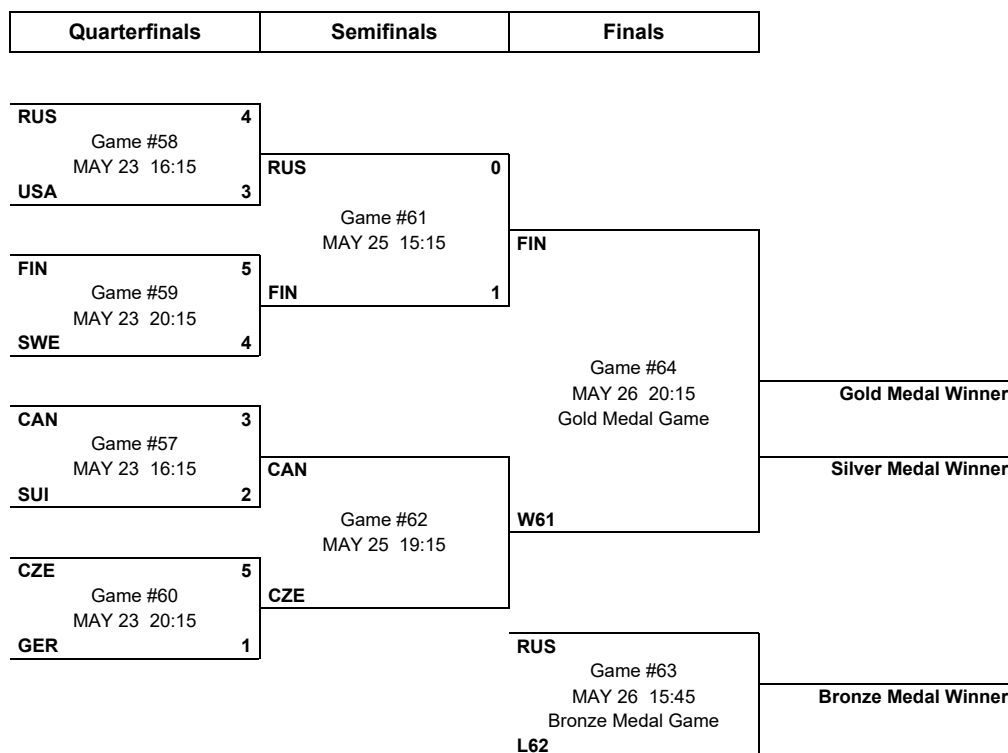 Quarterfinals Semifinals Finals
RUS 4
Game #58
MAY 23 16:15
USA 3
FIN 5
Game #59
MAY 23 20:15
SWE 4
CAN 3
Game #57
MAY 23 16:15
SUI 2
CZE 5
Game #60
MAY 23 20:15
GER 1
RUS 0
Game #61
MAY 25 15:15
FIN 1
CAN
Game #62
MAY 25 19:15
CZE
FIN
Game #64
MAY 26 20:15
Gold Medal Game
W61
RUS
Game #63
MAY 26 15:45
Bronze Medal Game
L62
Gold Medal Winner
Silver Medal Winner
Bronze Medal Winner